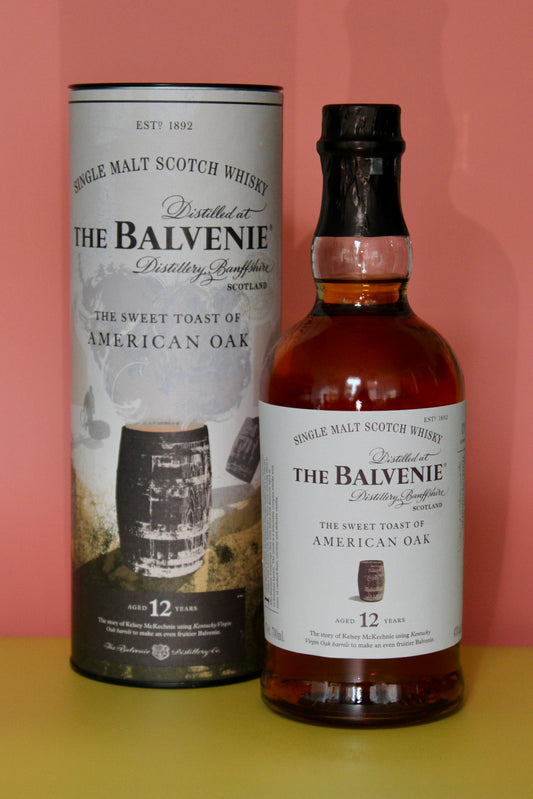 ESTD 1892
SINGLE MALT SCOTCH WHISKY
Distilled at
THE BALVENIE®
Distillery, Banffshire
SCOTLAND
THE SWEET TOAST OF
AMERICAN OAK
AGED 12 YEARS
The story of Kelsey McKechnie using Kentucky Virgin
Oak barrels to make an even fruitier Balvenie.
The Balvenie Distillery Co.
ESTD 1892
SINGLE MALT SCOTCH WHISKY
Distilled at
THE BALVENIE®
Distillery, Banffshire
SCOTLAND
THE SWEET TOAST OF
AMERICAN OAK
AGED 12 YEARS
The story of Kelsey McKechnie using Kentucky
Virgin Oak barrels to make an even fruitier Balvenie.
700ml